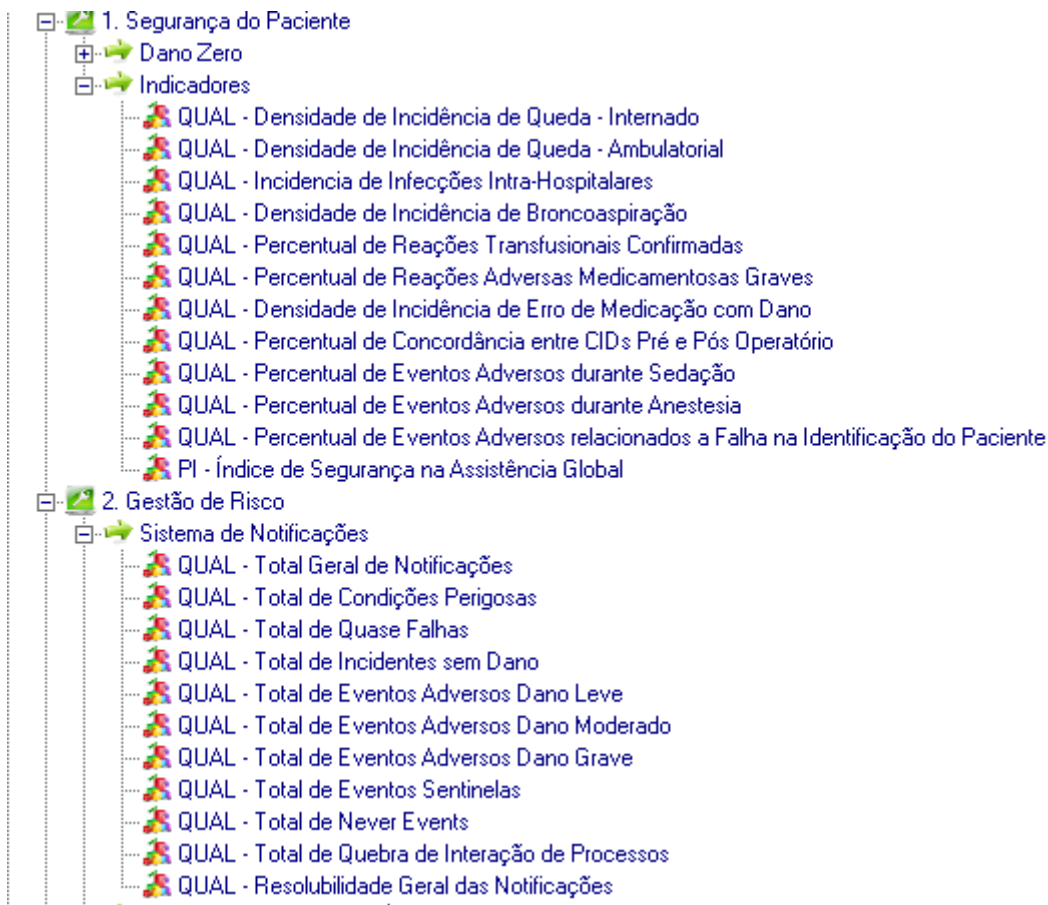 1. Segurança do Paciente
Dano Zero
Indicadores
QUAL - Densidade de Incidência de Queda - Internado
QUAL - Densidade de Incidência de Queda - Ambulatorial
QUAL - Incidencia de Infecções Intra-Hospitalares
QUAL - Densidade de Incidência de Broncoaspiração
QUAL - Percentual de Reações Transfusionais Confirmadas
QUAL - Percentual de Reações Adversas Medicamentosas Graves
QUAL - Densidade de Incidência de Erro de Medicação com Dano
QUAL - Percentual de Concordância entre CIDs Pré e Pós Operatório
QUAL - Percentual de Eventos Adversos durante Sedação
QUAL - Percentual de Eventos Adversos durante Anestesia
QUAL - Percentual de Eventos Adversos relacionados a Falha na Identificação do Paciente
PI - Índice de Segurança na Assistência Global
2. Gestão de Risco
Sistema de Notificações
QUAL - Total Geral de Notificações
QUAL - Total de Condições Perigosas
QUAL - Total de Quase Falhas
QUAL - Total de Incidentes sem Dano
QUAL - Total de Eventos Adversos Dano Leve
QUAL - Total de Eventos Adversos Dano Moderado
QUAL - Total de Eventos Adversos Dano Grave
QUAL - Total de Eventos Sentinelas
QUAL - Total de Never Events
QUAL - Total de Quebra de Interação de Processos
QUAL - Resolubilidade Geral das Notificações